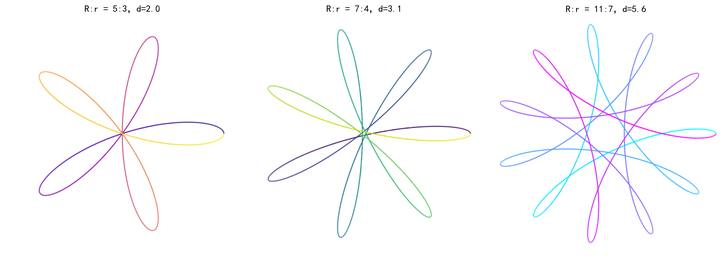 R:r = 5:3, d=2.0
R:r = 7:4, d=3.1
R:r = 11:7, d=5.6